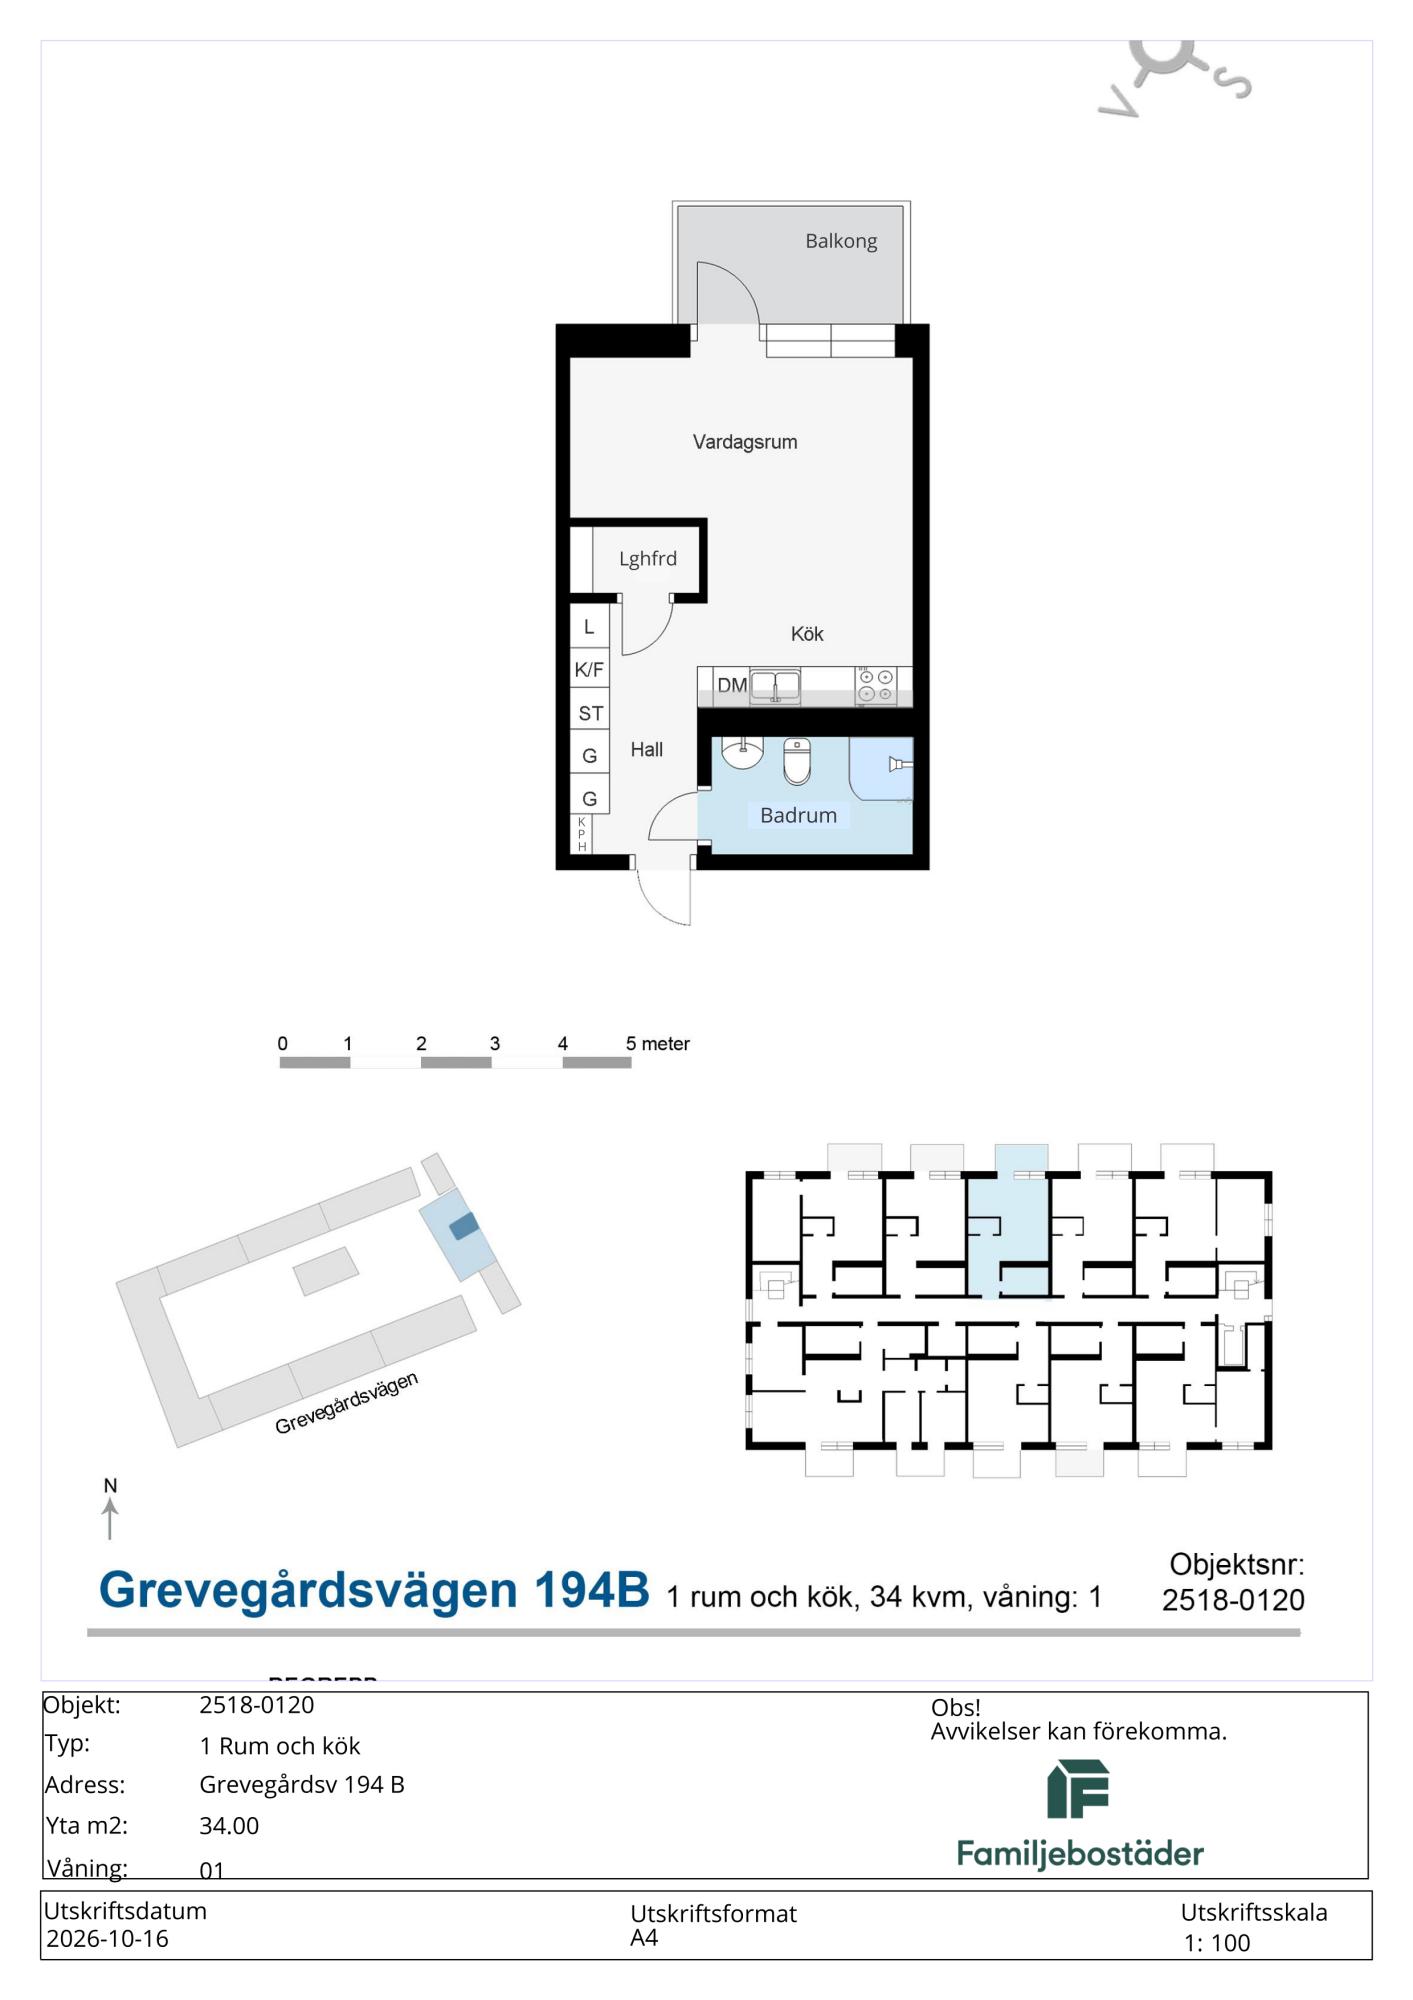 V
S
Balkong
Vardagsrum
Lghfrd
L
Kök
K/F
DM
ST
Hall
G
G
Badrum
K
P
H
0 1 2 3 4 5 meter
Grevegårdsvägen
N
Grevegårdsvägen 194B 1 rum och kök, 34 kvm, våning: 1
Objektsnr:
2518-0120
Objekt: 2518-0120
Typ: 1 Rum och kök
Adress: Grevegårdsv 194 B
Yta m2: 34.00
Våning: 01
Obs!
Avvikelser kan förekomma.
Familjebostäder
Utskriftsdatum
2026-10-16
Utskriftsformat
A4
Utskriftsskala
1: 100